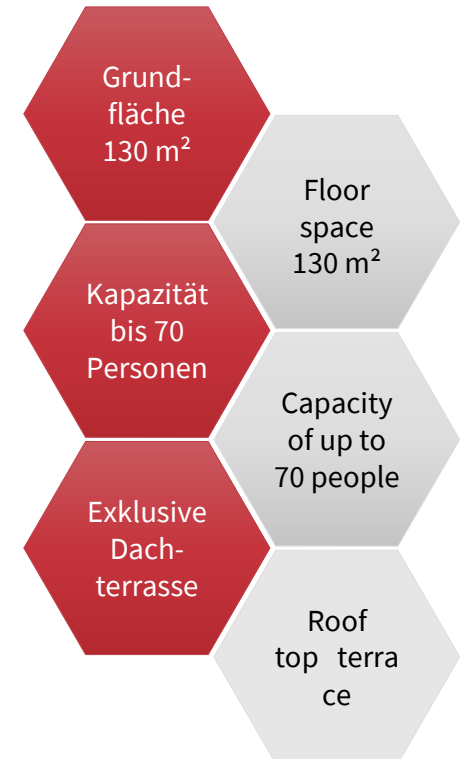 Grund-
fläche
130 m²
Floor
space
130 m²
Kapazität
bis 70
Personen
Capacity
of up to
70 people
Exklusive
Dach-
terrasse
Roof
top terra
ce